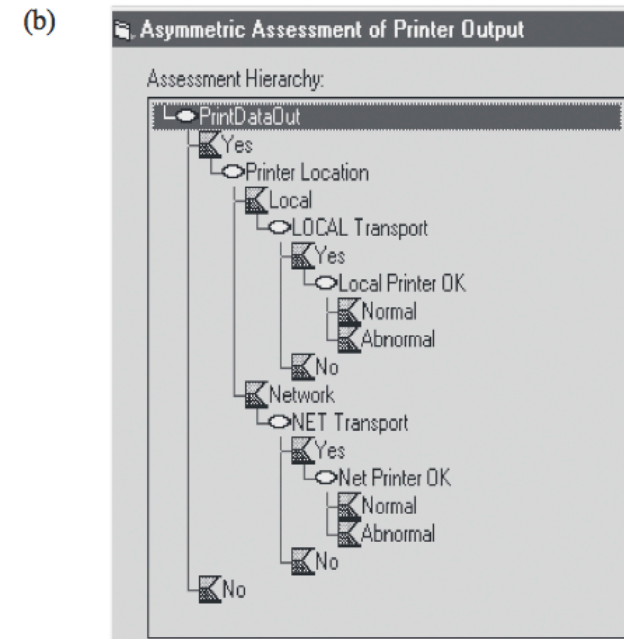 (b)
Asymmetric Assessment of Printer Output
Assessment Hierarchy:
PrintDataOut
Yes
Printer Location
Local
LOCAL Transport
Yes
Local Printer OK
Normal
Abnormal
No
Network
NET Transport
Yes
Net Printer OK
Normal
Abnormal
No
No